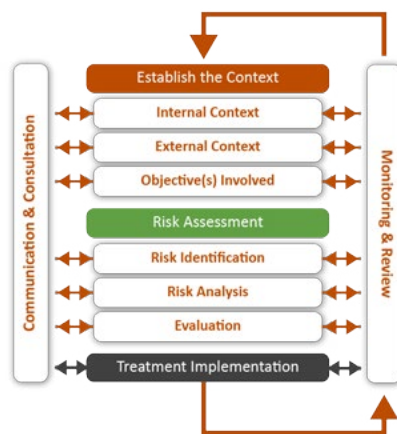 Communication & Consultation
Establish the Context
Internal Context
External Context
Objective(s) Involved
Risk Assessment
Risk Identification
Risk Analysis
Evaluation
Treatment Implementation
Monitoring & Review